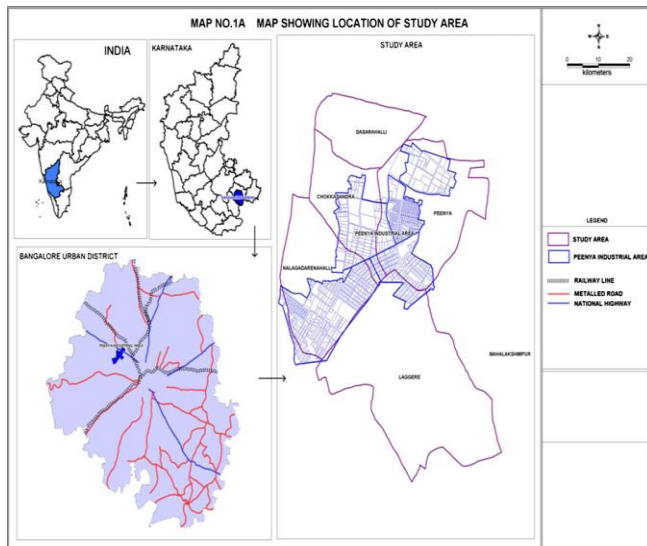 MAP NO.1A MAP SHOWING LOCATION OF STUDY AREA
INDIA
KARNATAKA
STUDY AREA
DASARAHALLI
CHOKKASANDRA
PEENYA
PEENYA INDUSTRIAL AREA
NALAGADARENAHALLI
MAHALAKSHMIPUR
LAGGERE
BANGALORE URBAN DISTRICT
N
0 10 20
kilometers
LEGEND
STUDY AREA
PEENYA INDUSTRIAL AREA
RAILWAY LINE
METALLED ROAD
NATIONAL HIGHWAY